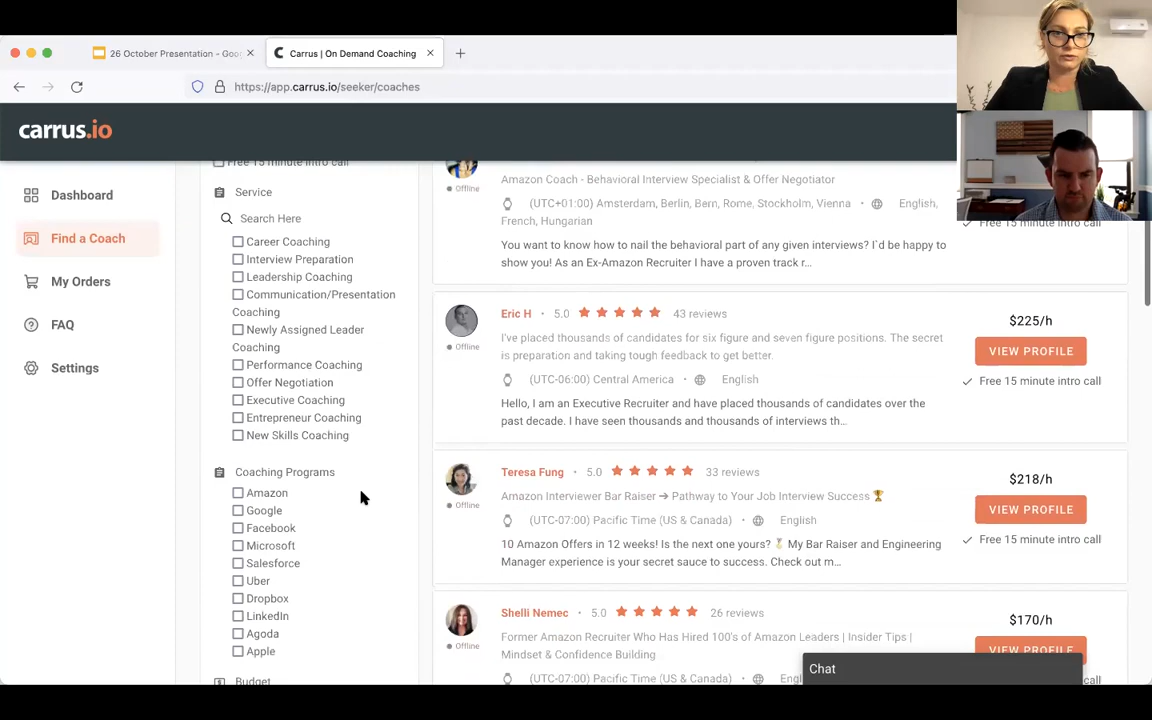 26 October Presentation - Goo
Carrus | On Demand Coaching
https://app.carrus.io/seeker/coaches
carrus.io
Dashboard
Find a Coach
My Orders
FAQ
Settings
Free 15 minute intro call
Service
Search Here
Career Coaching
Interview Preparation
Leadership Coaching
Communication/Presentation
Coaching
Newly Assigned Leader
Coaching
Performance Coaching
Offer Negotiation
Executive Coaching
Entrepreneur Coaching
New Skills Coaching
Coaching Programs
Amazon
Google
Facebook
Microsoft
Salesforce
Uber
Dropbox
LinkedIn
Agoda
Apple
Budget
Offline
Amazon Coach - Behavioral Interview Specialist & Offer Negotiator
(UTC+01:00) Amsterdam, Berlin, Bern, Rome, Stockholm, Vienna • English,
French, Hungarian
You want to know how to nail the behavioral part of any given interviews? I`d be happy to
show you! As an Ex-Amazon Recruiter I have a proven track r...
Free 15 minute intro call
Eric H • 5.0 43 reviews
Offline
I've placed thousands of candidates for six figure and seven figure positions. The secret
is preparation and taking tough feedback to get better.
(UTC-06:00) Central America • English
Hello, I am an Executive Recruiter and have placed thousands of candidates over the
past decade. I have seen thousands and thousands of interviews th...
$225/h
VIEW PROFILE
Free 15 minute intro call
Teresa Fung • 5.0 33 reviews
Offline
Amazon Interviewer Bar Raiser ➔ Pathway to Your Job Interview Success 🏆
(UTC-07:00) Pacific Time (US & Canada) • English
10 Amazon Offers in 12 weeks! Is the next one yours? 🏅 My Bar Raiser and Engineering
Manager experience is your secret sauce to success. Check out m...
$218/h
VIEW PROFILE
Free 15 minute intro call
Shelli Nemec • 5.0 26 reviews
Offline
Former Amazon Recruiter Who Has Hired 100's of Amazon Leaders | Insider Tips |
Mindset & Confidence Building
(UTC-07:00) Pacific Time (US & Canada) • Engl
$170/h
VIEW PROFILE
call
Chat